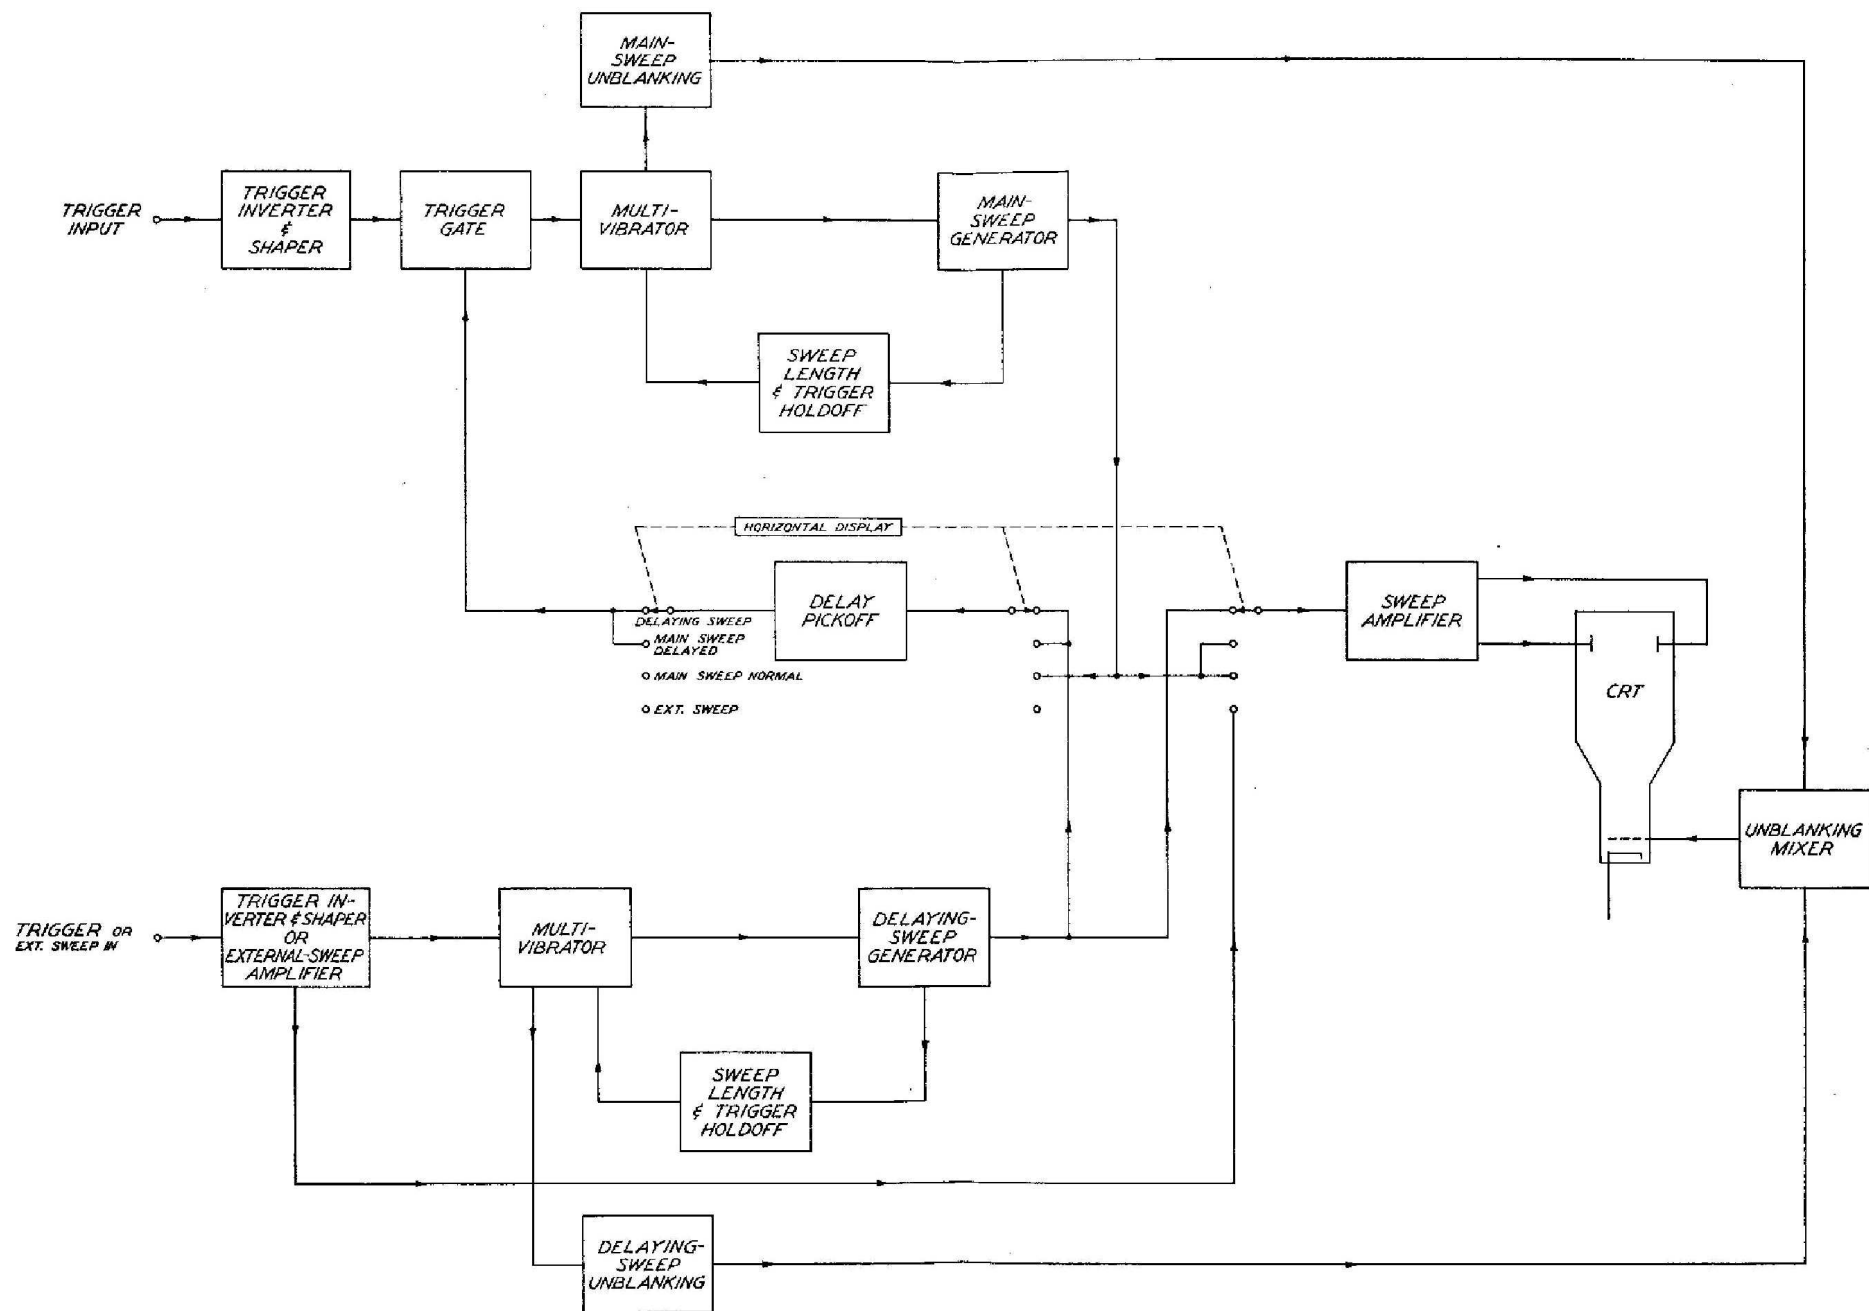 MAIN-
SWEEP
UNBLANKING
TRIGGER
INPUT
TRIGGER
INVERTER
&
SHAPER
TRIGGER
GATE
MULTI-
VIBRATOR
MAIN-
SWEEP
GENERATOR
SWEEP
LENGTH
& TRIGGER
HOLDOFF
HORIZONTAL DISPLAY
DELAYING SWEEP
MAIN SWEEP
DELAYED
MAIN SWEEP NORMAL
EXT. SWEEP
DELAY
PICKOFF
SWEEP
AMPLIFIER
CRT
UNBLANKING
MIXER
TRIGGER OR
EXT. SWEEP IN
TRIGGER IN-
VERTER & SHAPER
OR
EXTERNAL-SWEEP
AMPLIFIER
MULTI-
VIBRATOR
DELAYING-
SWEEP
GENERATOR
SWEEP
LENGTH
& TRIGGER
HOLDOFF
DELAYING-
SWEEP
UNBLANKING